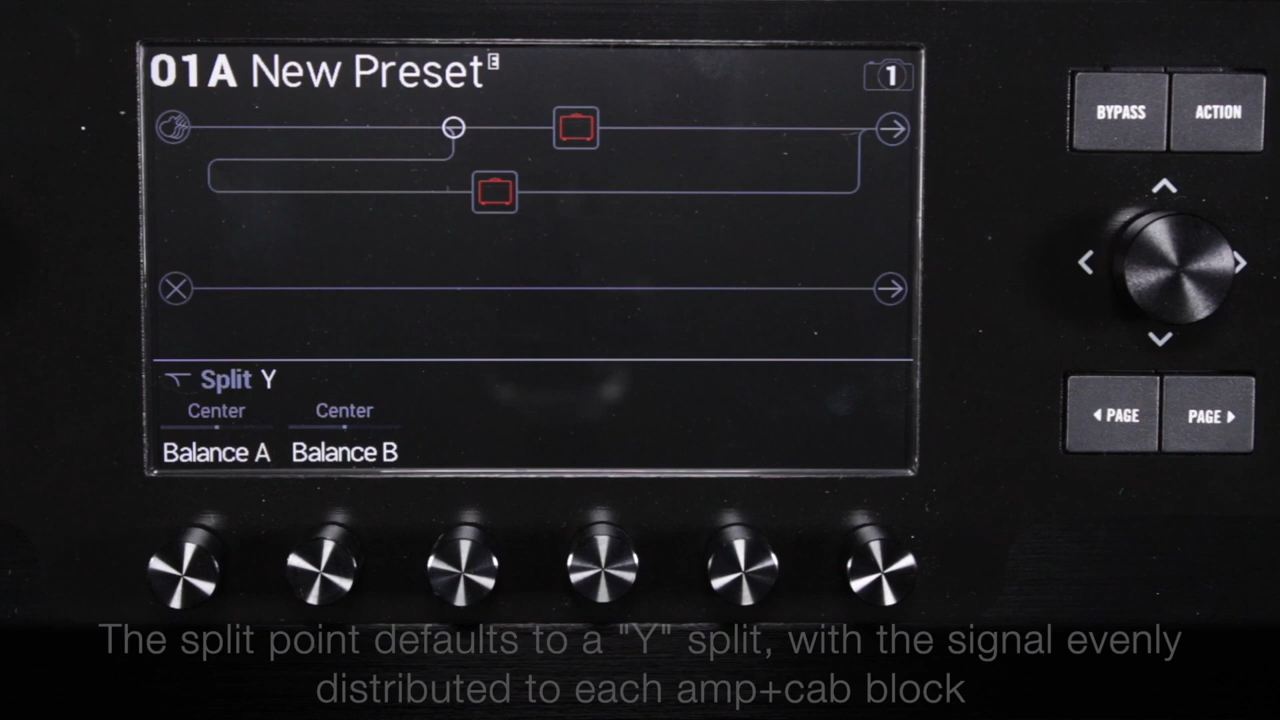 01A New Preset E
1
BYPASS
ACTION
Split Y
Center
Center
Balance A
Balance B
PAGE
PAGE
The split point defaults to a "Y" split, with the signal evenly
distributed to each amp+cab block